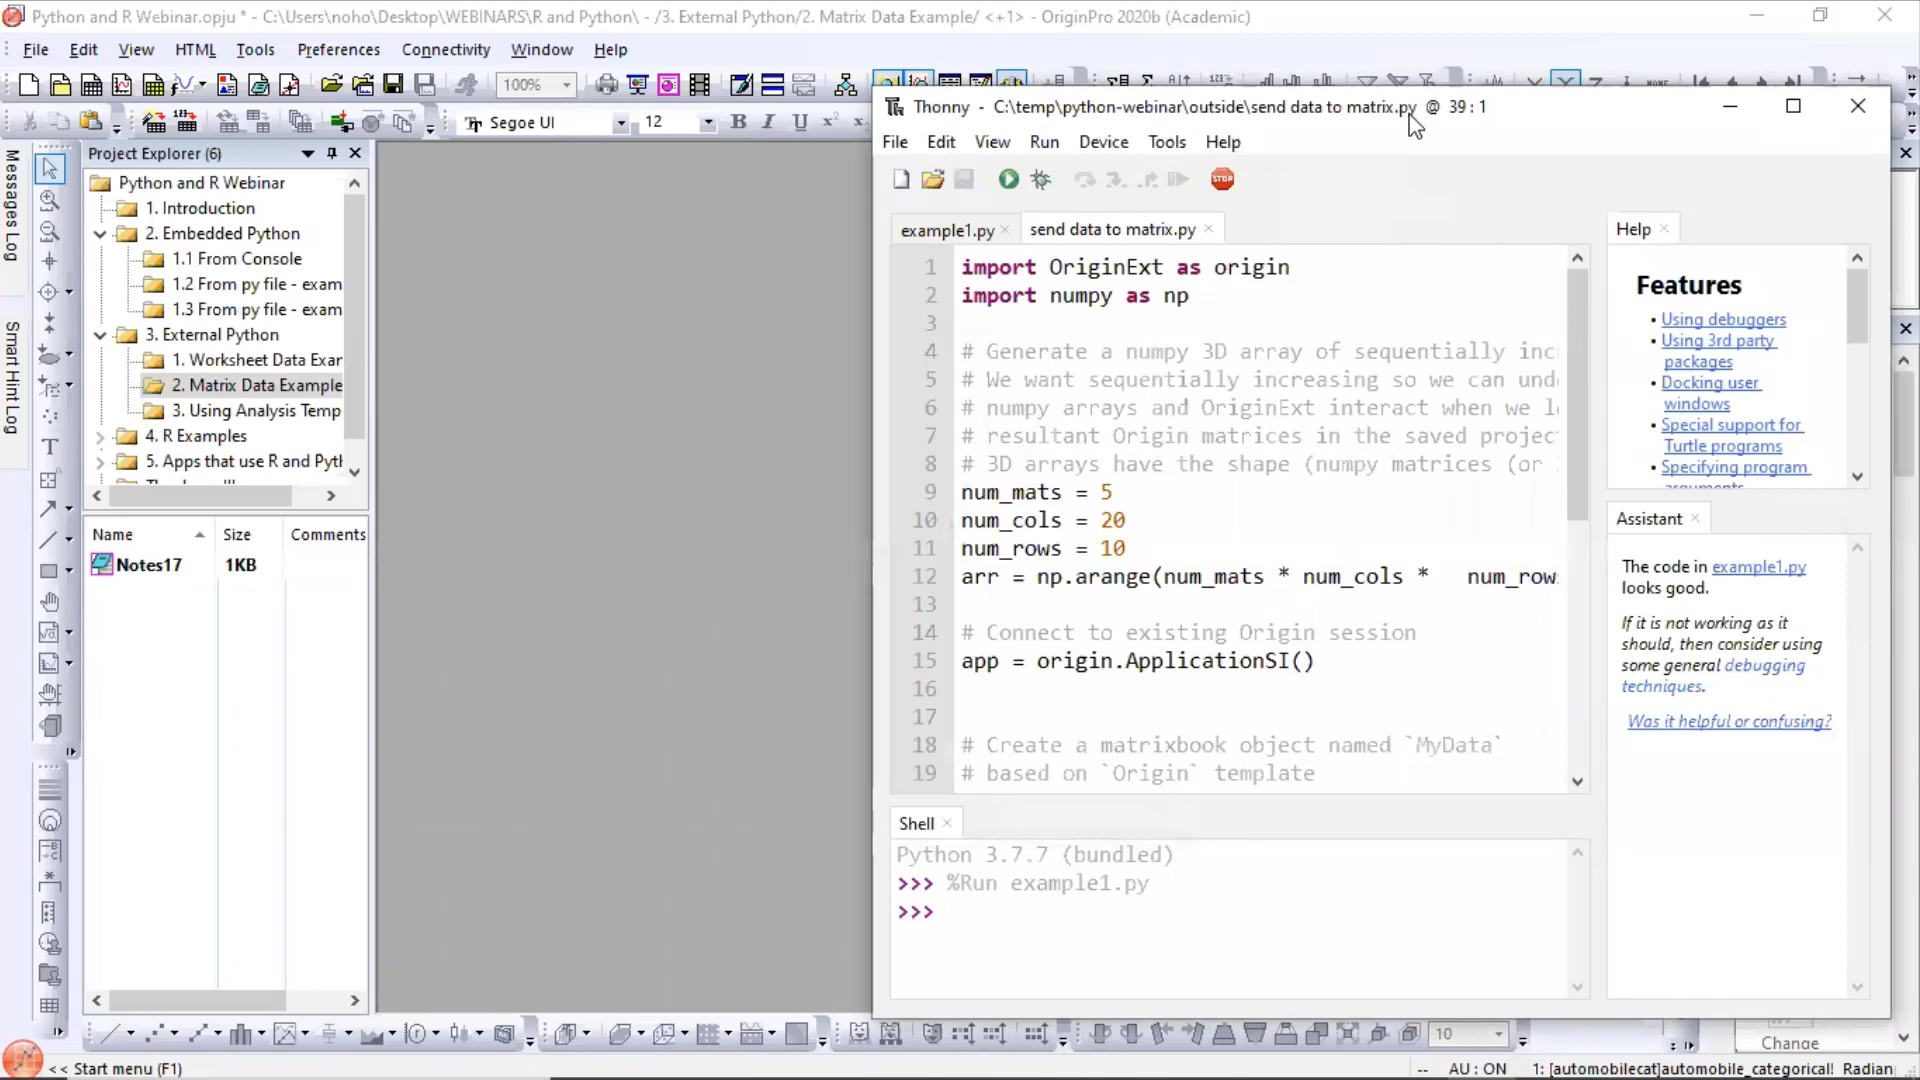 Python and R Webinar.opju * - C:\Users\noho\Desktop\WEBINARS\R and Python\ - /3. External Python/2. Matrix Data Example/ <+1> - OriginPro 2020b (Academic)
File Edit View HTML Tools Preferences Connectivity Window Help
100%
Segoe UI 12 B I U
Messages Log
Smart Hint Log
Project Explorer (6)
Python and R Webinar
1. Introduction
2. Embedded Python
1.1 From Console
1.2 From py file - exam
1.3 From py file - exam
3. External Python
1. Worksheet Data Exar
2. Matrix Data Example
3. Using Analysis Temp
4. R Examples
5. Apps that use R and Pytl
Name Size Comments
Notes17 1KB
Thonny - C:\temp\python-webinar\outside\send data to matrix.py @ 39 : 1
File Edit View Run Device Tools Help
STOP
example1.py
send data to matrix.py
1 import OriginExt as origin
2 import numpy as np
3
4 # Generate a numpy 3D array of sequentially inc
5 # We want sequentially increasing so we can und
6 # numpy arrays and OriginExt interact when we l
7 # resultant Origin matrices in the saved projec
8 # 3D arrays have the shape (numpy matrices (or
9 num_mats = 5
10 num_cols = 20
11 num_rows = 10
12 arr = np.arange(num_mats * num_cols * num_row
13
14 # Connect to existing Origin session
15 app = origin.ApplicationSI()
16
17
18 # Create a matrixbook object named `MyData`
19 # based on `Origin` template
Shell
Python 3.7.7 (bundled)
>>> %Run example1.py
>>>
Help
Features
• Using debuggers
• Using 3rd party
packages
• Docking user
windows
• Special support for
Turtle programs
• Specifying program
Assistant
The code in example1.py
looks good.
If it is not working as it
should, then consider using
some general debugging
techniques.
Was it helpful or confusing?
10
Change
<< Start menu (F1)
-- AU : ON 1: [automobilecat]automobile_categorical! Radian